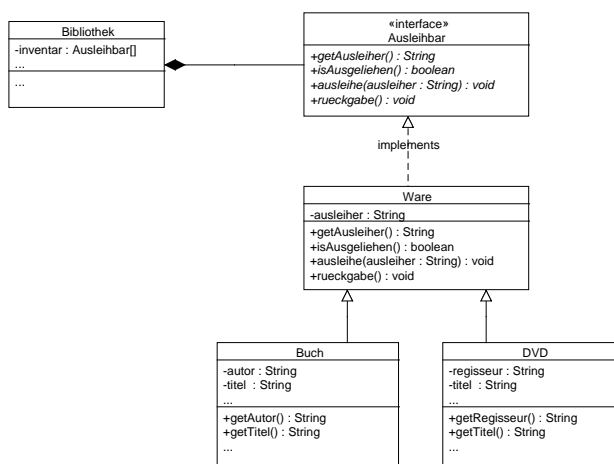 Bibliothek
-inventar : Ausleihbar[]
...
...
«interface»
Ausleihbar
+getAusleiher() : String
+isAusgeliehen() : boolean
+ausleihe(ausleiher : String) : void
+rueckgabe() : void
implements
Ware
-ausleiher : String
+getAusleiher() : String
+isAusgeliehen() : boolean
+ausleihe(ausleiher : String) : void
+rueckgabe() : void
Buch
-autor : String
-titel : String
...
+getAutor() : String
+getTitel() : String
...
DVD
-regisseur : String
-titel : String
...
+getRegisseur() : String
+getTitel() : String
...